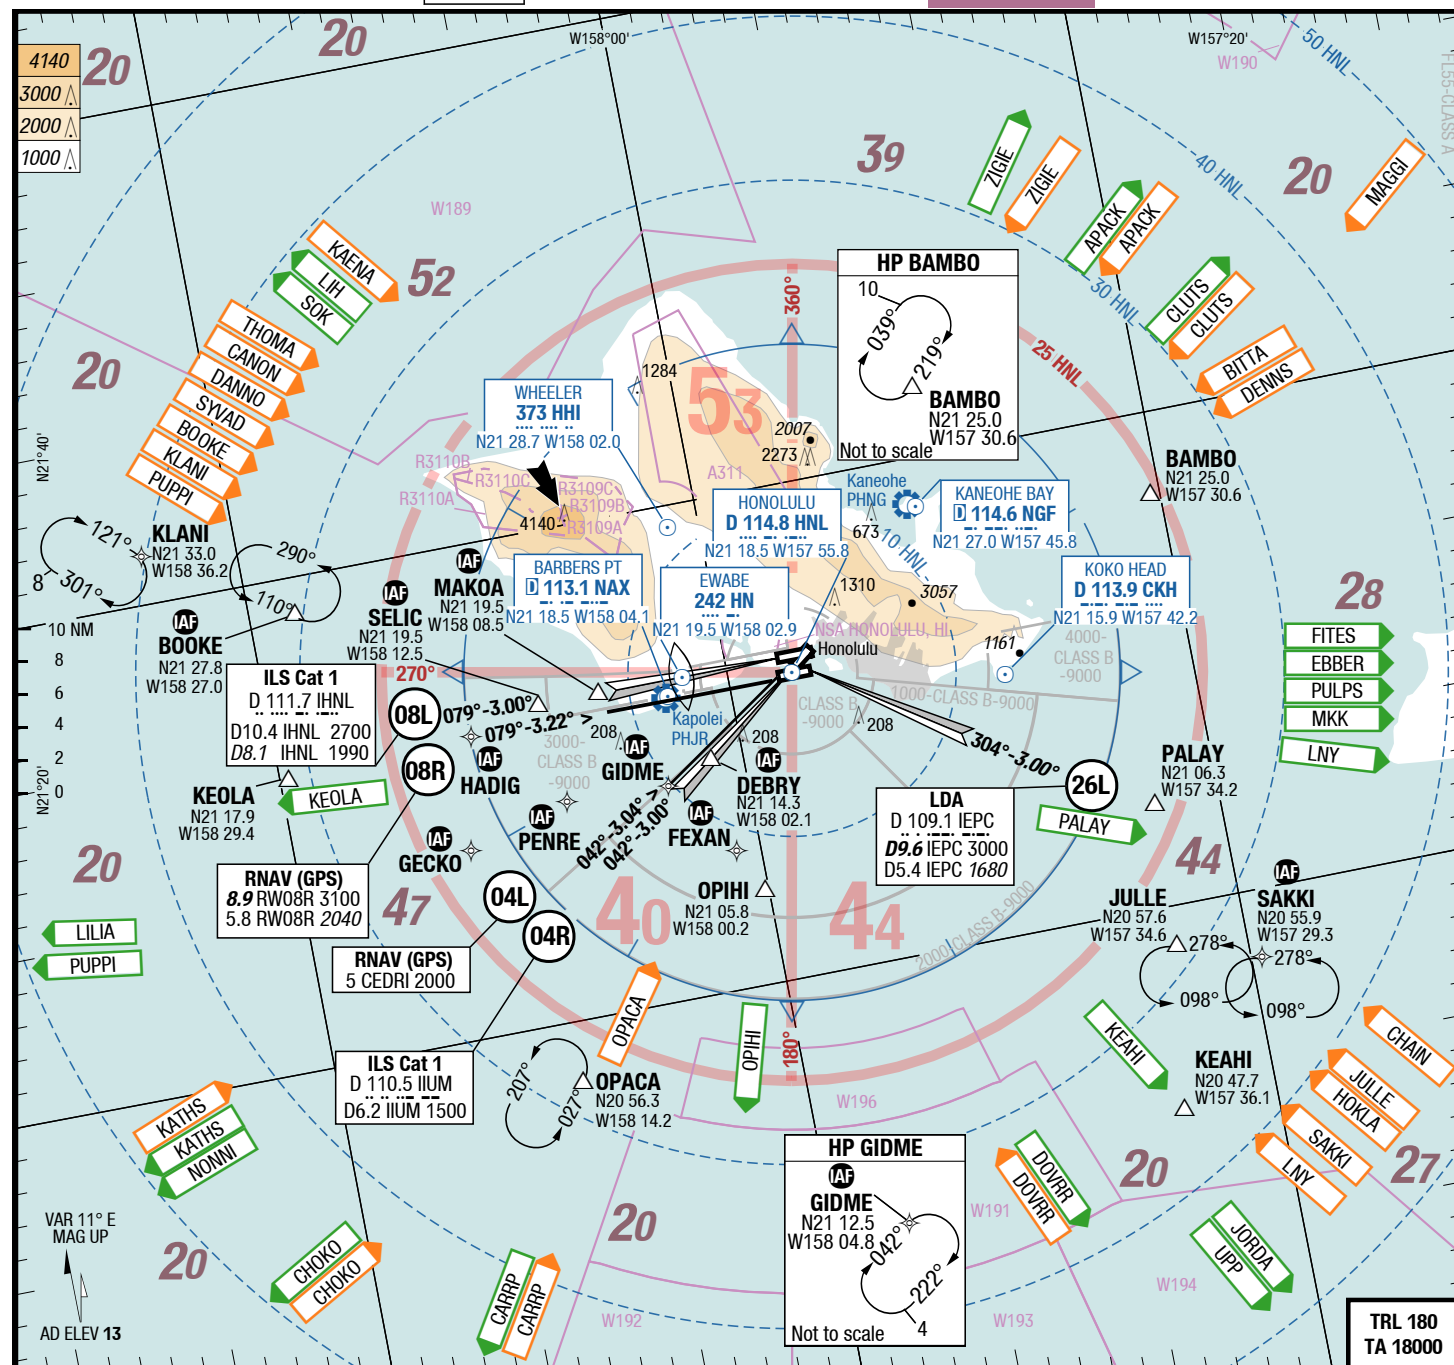 4140
3000
2000
1000
20
20
W158°00'
W157°20'
W190
50 HNL
FL55-CLASS A
39
40 HNL
20
MAGGI
ZIGIE
ZIGIE
APACK
APACK
W189
KAENA
LIH
SOK
52
HP BAMBO
10
039°
219°
BAMBO
N21 25.0
W157 30.6
Not to scale
360°
30 HNL
CLUTS
CLUTS
25 HNL
BITTA
DENNS
THOMA
CANON
DANNO
SYVAD
BOOKE
KLANI
PUPPI
20
1284
53
WHEELER
373 HHI
N21 28.7 W158 02.0
2007
2273
A311
N21°40'
R3110B
R3110C
R3110A
R3109C
R3109B
R3109A
4140
BAMBO
N21 25.0
W157 30.6
Kaneohe
PHNG
KANEOHE BAY
D 114.6 NGF
N21 27.0 W157 45.8
HONOLULU
D 114.8 HNL
N21 18.5 W157 55.8
673
10 HNL
KLANI
N21 33.0
W158 36.2
121°
8
301°
290°
110°
IAF
MAKOA
N21 19.5
W158 08.5
IAF
SELIC
N21 19.5
W158 12.5
BARBERS PT
D 113.1 NAX
N21 18.5 W158 04.1
EWABE
242 HN
N21 19.5 W158 02.9
1310
3057
KOKO HEAD
D 113.9 CKH
N21 15.9 W157 42.2
28
IAF
BOOKE
N21 27.8
W158 27.0
10 NM
8
6
4
2
0
N21°20'
NSA HONOLULU, HI
Honolulu
1161
4000-
CLASS B
-9000
FITES
EBBER
PULPS
MKK
LNY
ILS Cat 1
D 111.7 IHNL
D10.4 IHNL 2700
D8.1 IHNL 1990
270°
08L
079°-3.00°
079°-3.22° >
08R
IAF
HADIG
3000-
CLASS B
-9000
208
IAF
GIDME
Kapolei
PHJR
208
CLASS B
-9000
1000-CLASS B-9000
208
304°-3.00°
26L
PALAY
N21 06.3
W157 34.2
KEOLA
N21 17.9
W158 29.4
KEOLA
IAF
DEBRY
N21 14.3
W158 02.1
IAF
FEXAN
IAF
PENRE
IAF
GECKO
042°-3.04° >
042°-3.00°
LDA
D 109.1 IEPC
D9.6 IEPC 3000
D5.4 IEPC 1680
PALAY
44
20
RNAV (GPS)
8.9 RW08R 3100
5.8 RW08R 2040
47
04L
04R
40
OPIHI
N21 05.8
W158 00.2
44
2000-CLASS B-9000
JULLE
N20 57.6
W157 34.6
278°
098°
IAF
SAKKI
N20 55.9
W157 29.3
278°
098°
LILIA
PUPPI
RNAV (GPS)
5 CEDRI 2000
OPACA
OPIHI
180°
KEAHI
KEAHI
N20 47.7
W157 36.1
CHAIN
JULLE
HOKLA
SAKKI
LNY
27
ILS Cat 1
D 110.5 IIUM
D6.2 IIUM 1500
207°
027°
OPACA
N20 56.3
W158 14.2
W196
KATHS
KATHS
NONNI
HP GIDME
IAF
GIDME
N21 12.5
W158 04.8
042°
222°
4
Not to scale
DOVRR
DOVRR
W191
20
JORDA
UPP
W194
W193
VAR 11° E
MAG UP
AD ELEV 13
20
CHOKO
CHOKO
20
CARRP
CARRP
W192
TRL 180
TA 18000